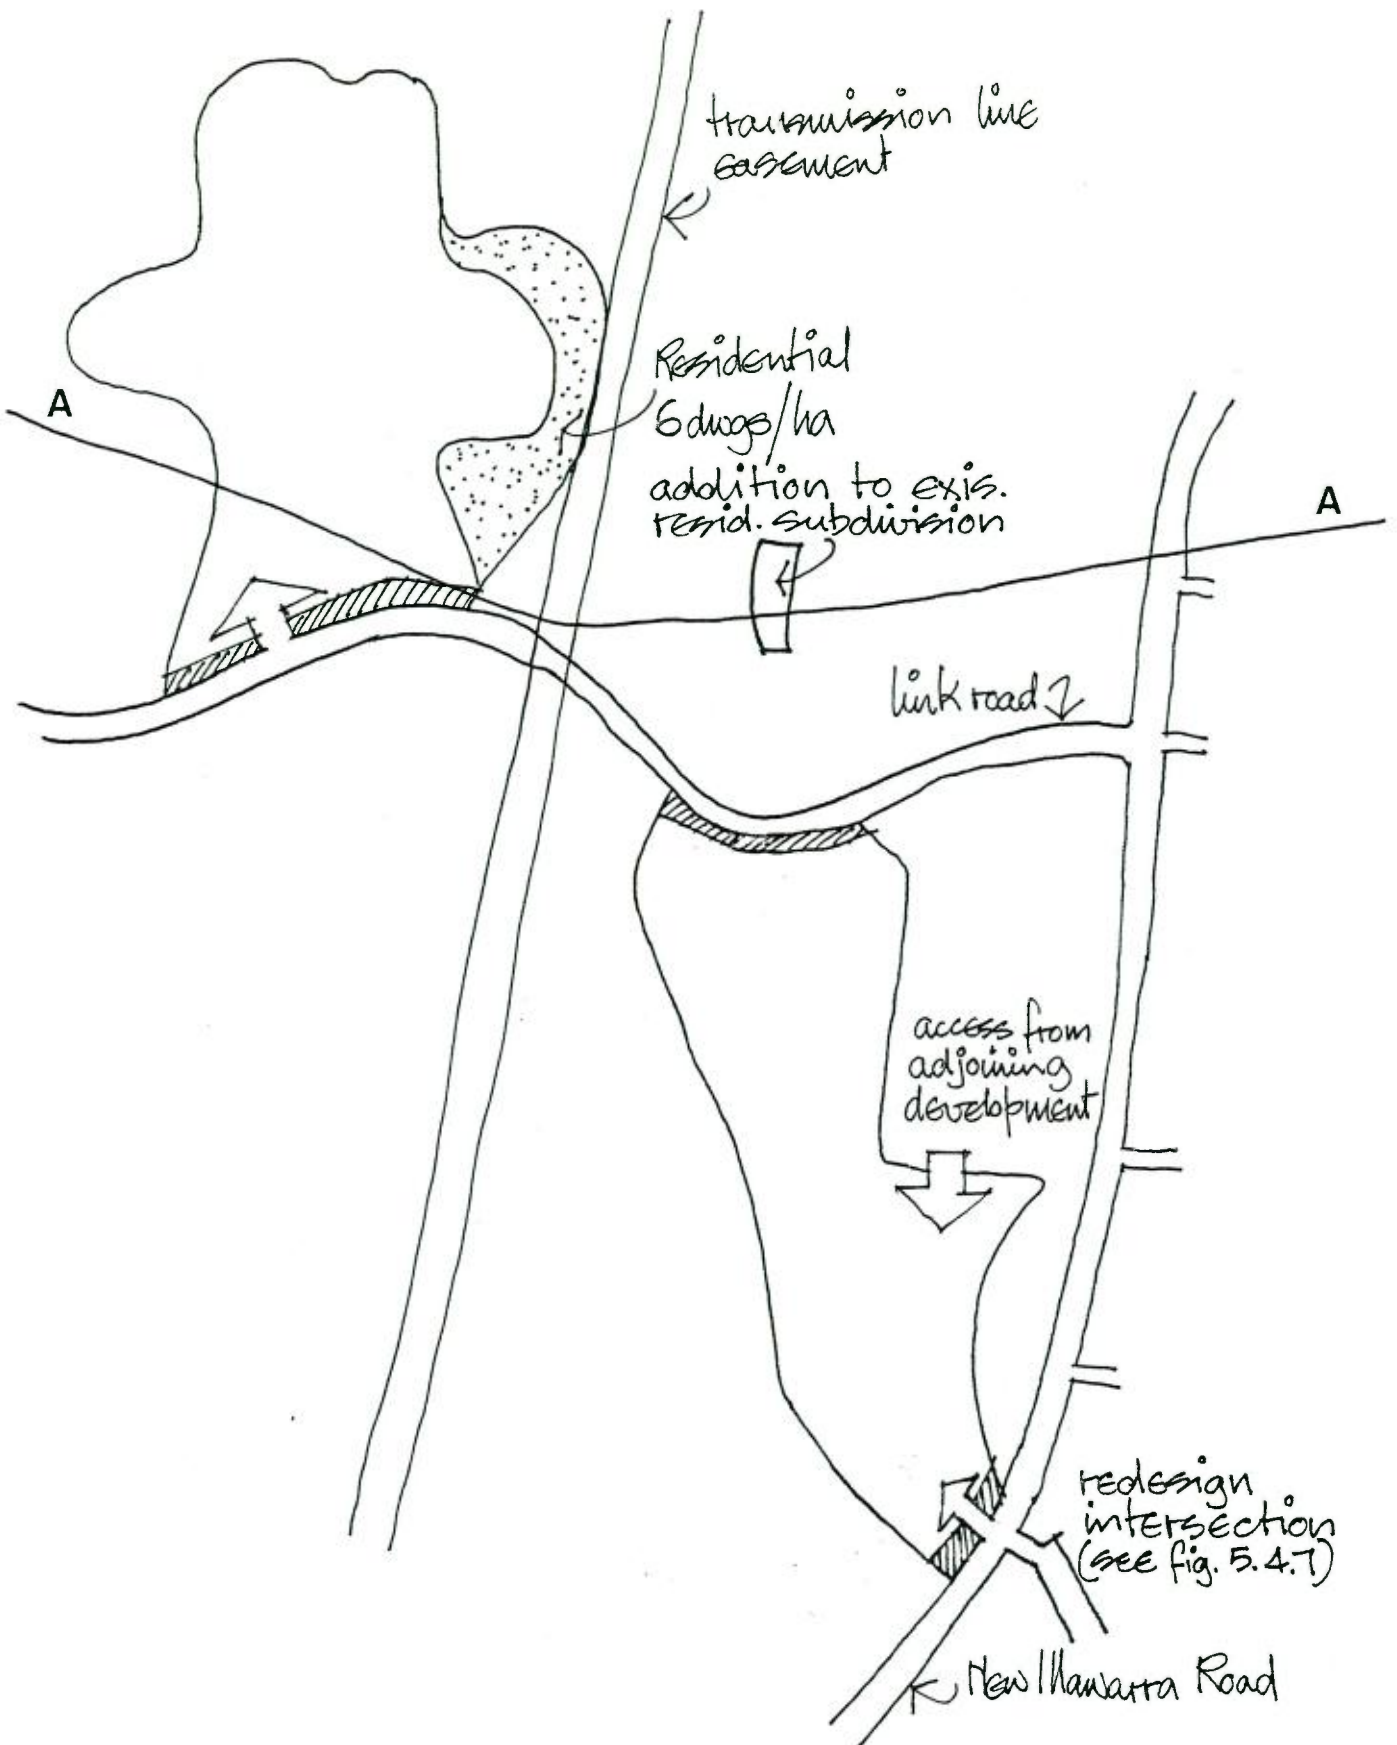 transmission line
easement
Residential
6 dwgs/ha
addition to exis.
resid. subdivision
A
A
link road
access from
adjoining
development
redesign
intersection
(see fig. 5.4.7)
New Illawarra Road